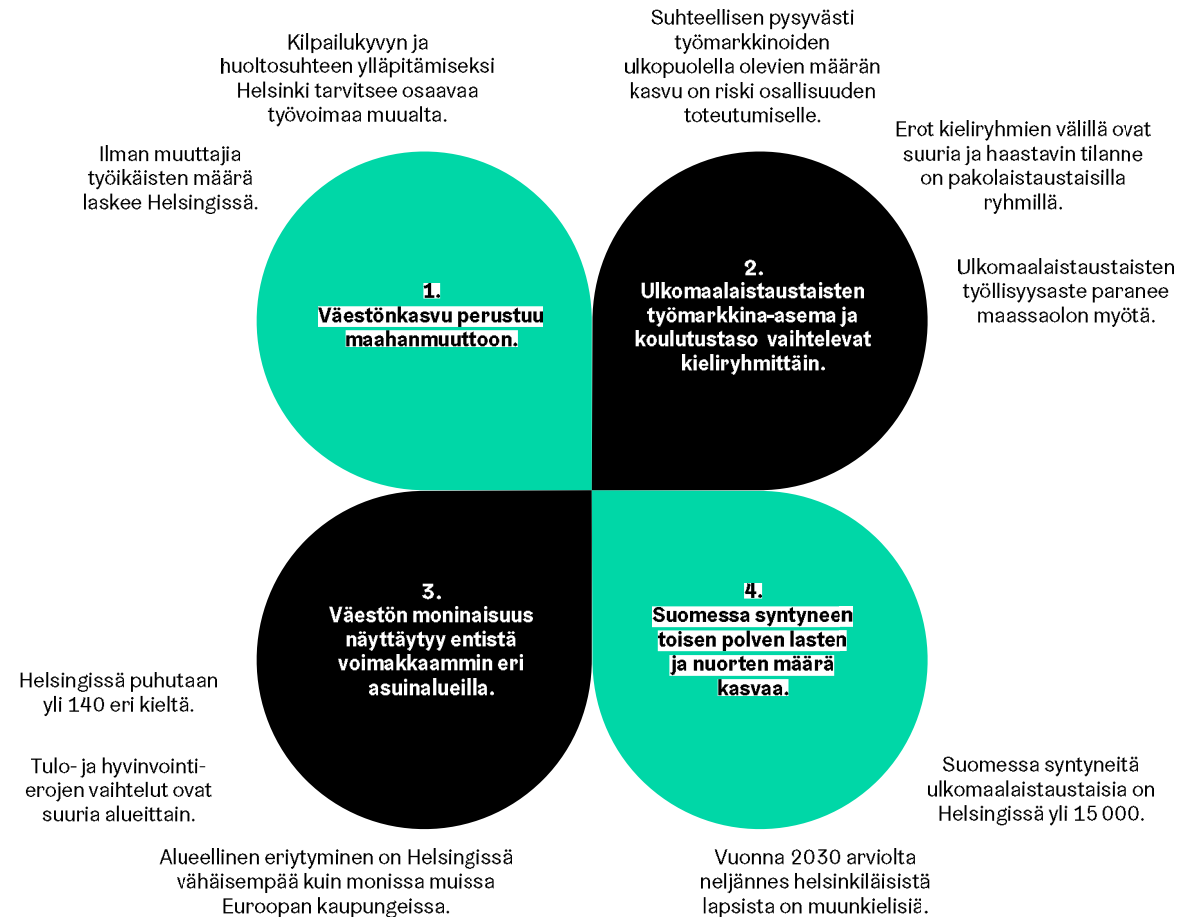 Kilpailukyvyn ja
huoltosuhteen ylläpitämiseksi
Helsinki tarvitsee osaavaa
työvoimaa muualta.
Ilman muuttajia
työikäisten määrä
laskee Helsingissä.
1.
Väestönkasvu perustuu
maahanmuuttoon.
Suhteellisen pysyvästi
työmarkkinoiden
ulkopuolella olevien määrän
kasvu on riski osallisuuden
toteutumiselle.
Erot kieliryhmien välillä ovat
suuria ja haastavin tilanne
on pakolaistaustaisilla
ryhmillä.
Ulkomaalaistaustaisten
työllisyysaste paranee
maassaolon myötä.
2.
Ulkomaalaistaustaisten
työmarkkina-asema ja
koulutustaso vaihtelevat
kieliryhmittäin.
3.
Väestön moninaisuus
näyttäytyy entistä
voimakkaammin eri
asuinalueilla.
Helsingissä puhutaan
yli 140 eri kieltä.
Tulo- ja hyvinvointi-
erojen vaihtelut ovat
suuria alueittain.
Alueellinen eriytyminen on Helsingissä
vähäisempää kuin monissa muissa
Euroopan kaupungeissa.
4.
Suomessa syntyneen
toisen polven lasten
ja nuorten määrä
kasvaa.
Suomessa syntyneitä
ulkomaalaistaustaisia on
Helsingissä yli 15 000.
Vuonna 2030 arviolta
neljännes helsinkiläisistä
lapsista on muunkielisiä.